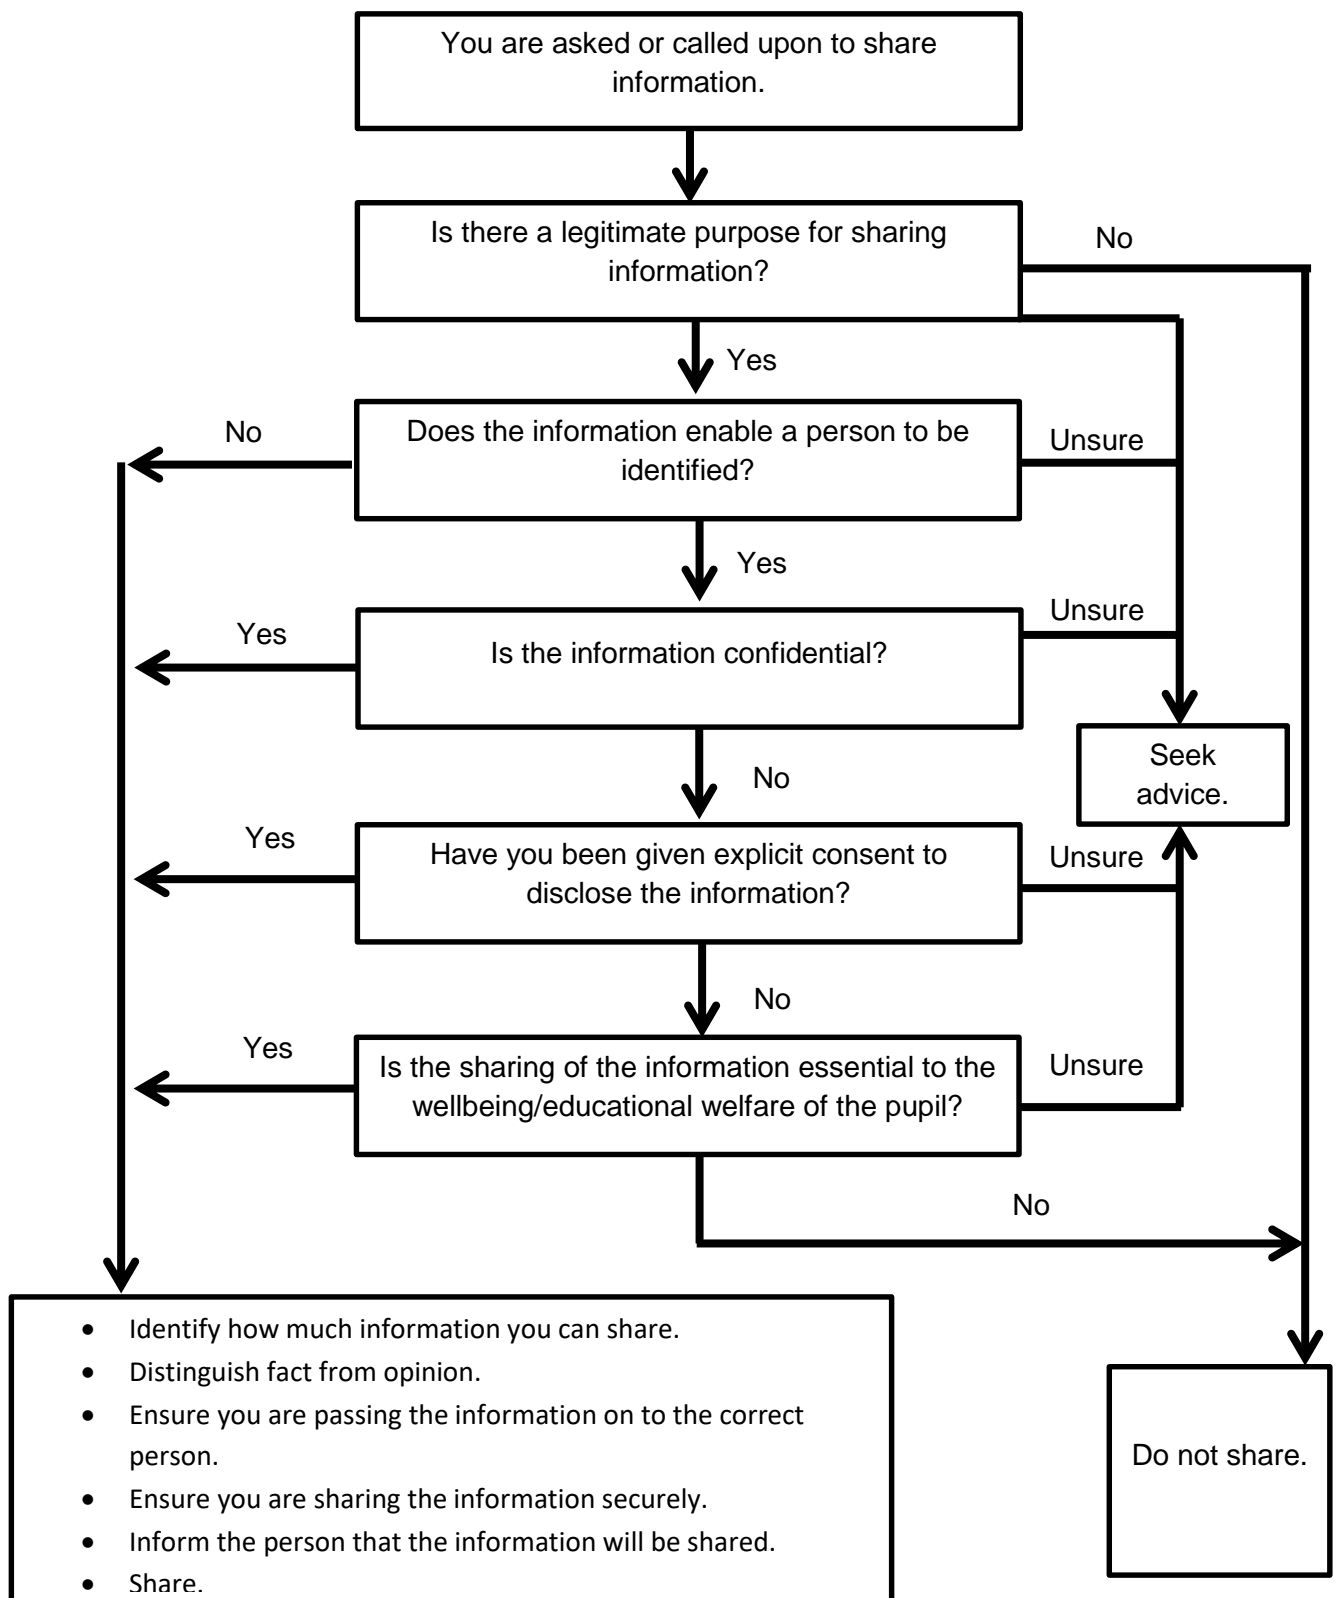 You are asked or called upon to share
information.
Is there a legitimate purpose for sharing
information?
No
Yes
No
Does the information enable a person to be
identified?
Unsure
Yes
Unsure
Yes
Is the information confidential?
Seek
advice.
No
Yes
Have you been given explicit consent to
disclose the information?
Unsure
No
Yes
Is the sharing of the information essential to the
wellbeing/educational welfare of the pupil?
Unsure
No
• Identify how much information you can share.
• Distinguish fact from opinion.
• Ensure you are passing the information on to the correct
person.
• Ensure you are sharing the information securely.
• Inform the person that the information will be shared.
• Share.
Do not share.